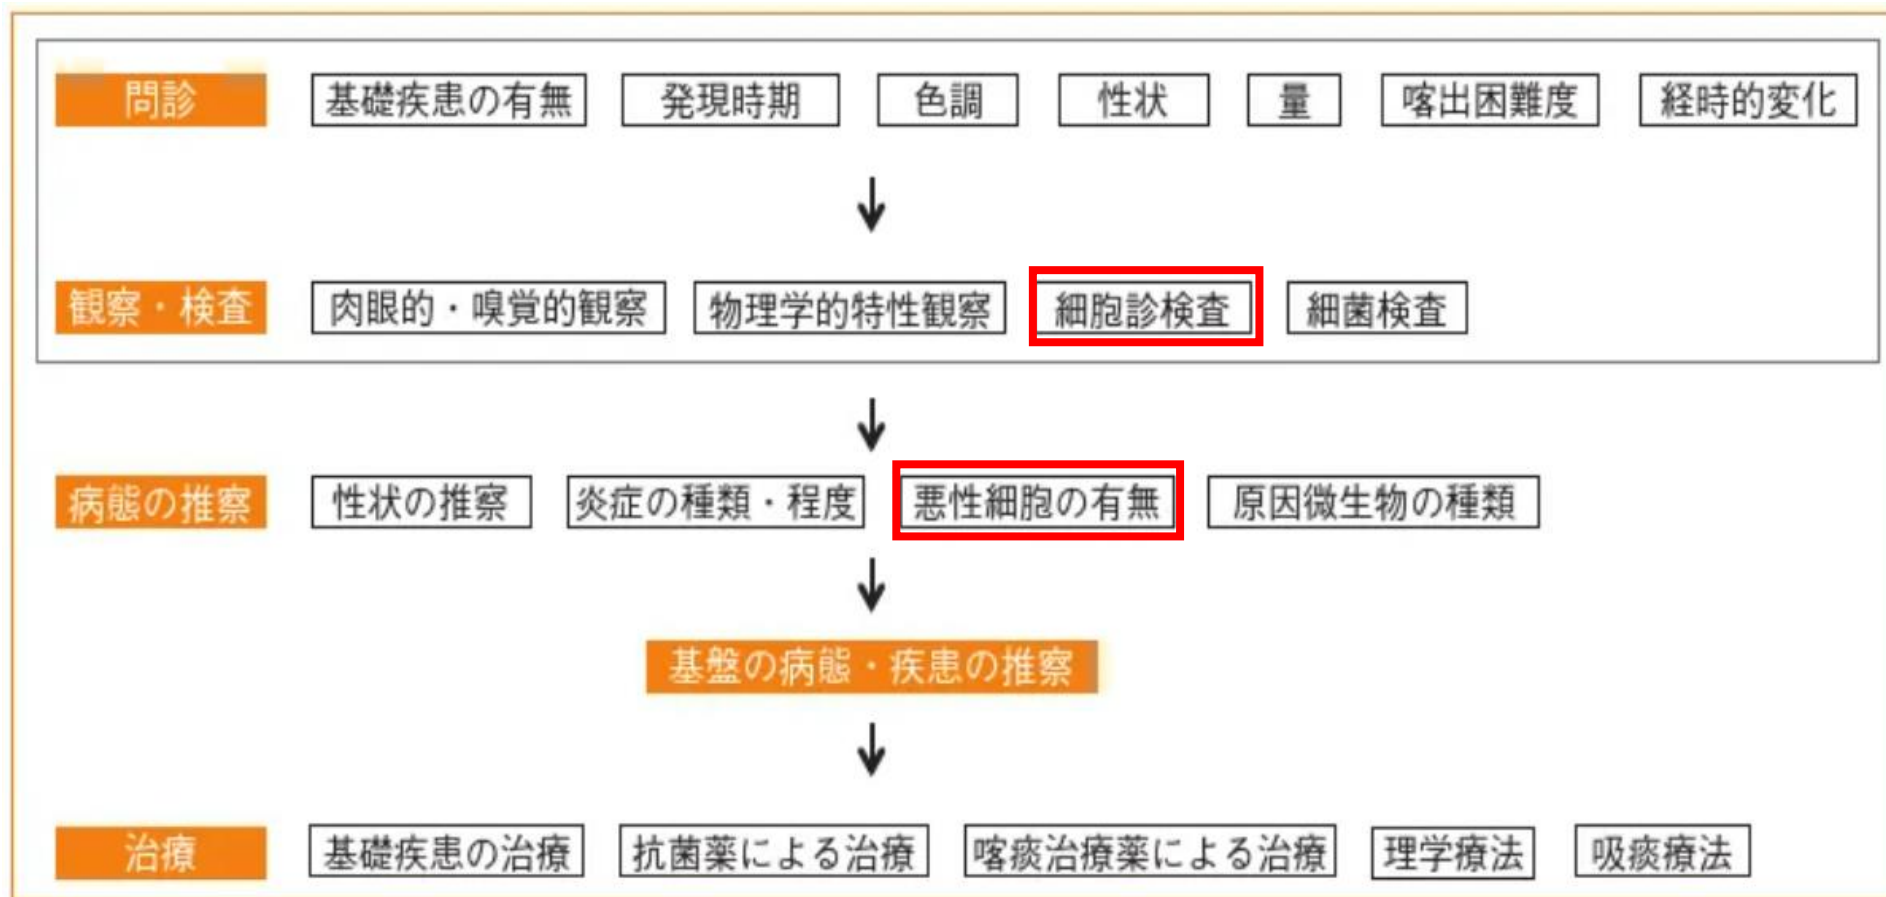 問診 基礎疾患の有無 発現時期 色調 性状 量 喀出困難度 経時的変化
観察・検査 肉眼的・嗅覚的観察 物理学的特性観察 細胞診検査 細菌検査
病態の推察 性状の推察 炎症の種類・程度 悪性細胞の有無 原因微生物の種類
基盤の病態・疾患の推察
治療 基礎疾患の治療 抗菌薬による治療 喀痰治療薬による治療 理学療法 吸痰療法